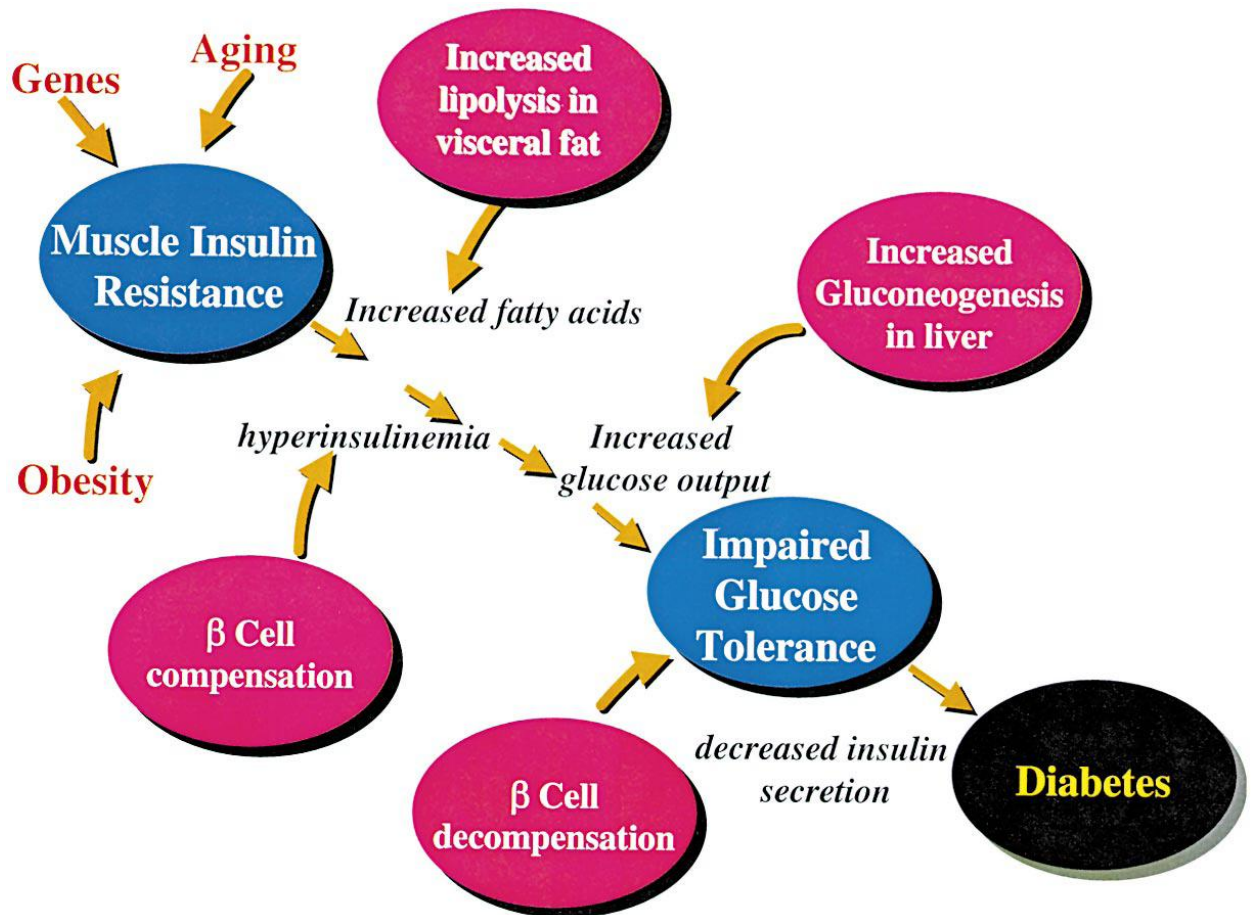 Genes
Aging
Increased
lipolysis in
visceral fat
Muscle Insulin
Resistance
Increased
Gluconeogenesis
in liver
Increased fatty acids
Obesity
hyperinsulinemia
Increased
glucose output
β Cell
compensation
Impaired
Glucose
Tolerance
β Cell
decompensation
decreased insulin
secretion
Diabetes